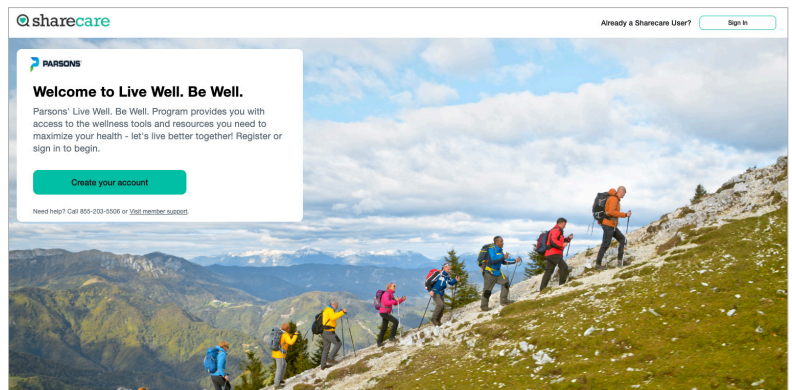 sharecare
Already a Sharecare User?
Sign In
PARSONS
Welcome to Live Well. Be Well.
Parsons' Live Well. Be Well. Program provides you with
access to the wellness tools and resources you need to
maximize your health - let's live better together! Register or
sign in to begin.
Create your account
Need help? Call 855-203-5506 or Visit member support.